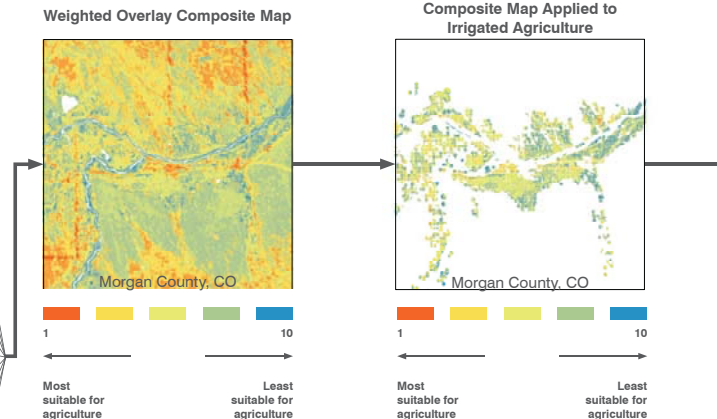 Weighted Overlay Composite Map
Morgan County, CO
1
10
Most
suitable for
agriculture
Least
suitable for
agriculture
Composite Map Applied to
Irrigated Agriculture
Morgan County, CO
1
10
Most
suitable for
agriculture
Least
suitable for
agriculture